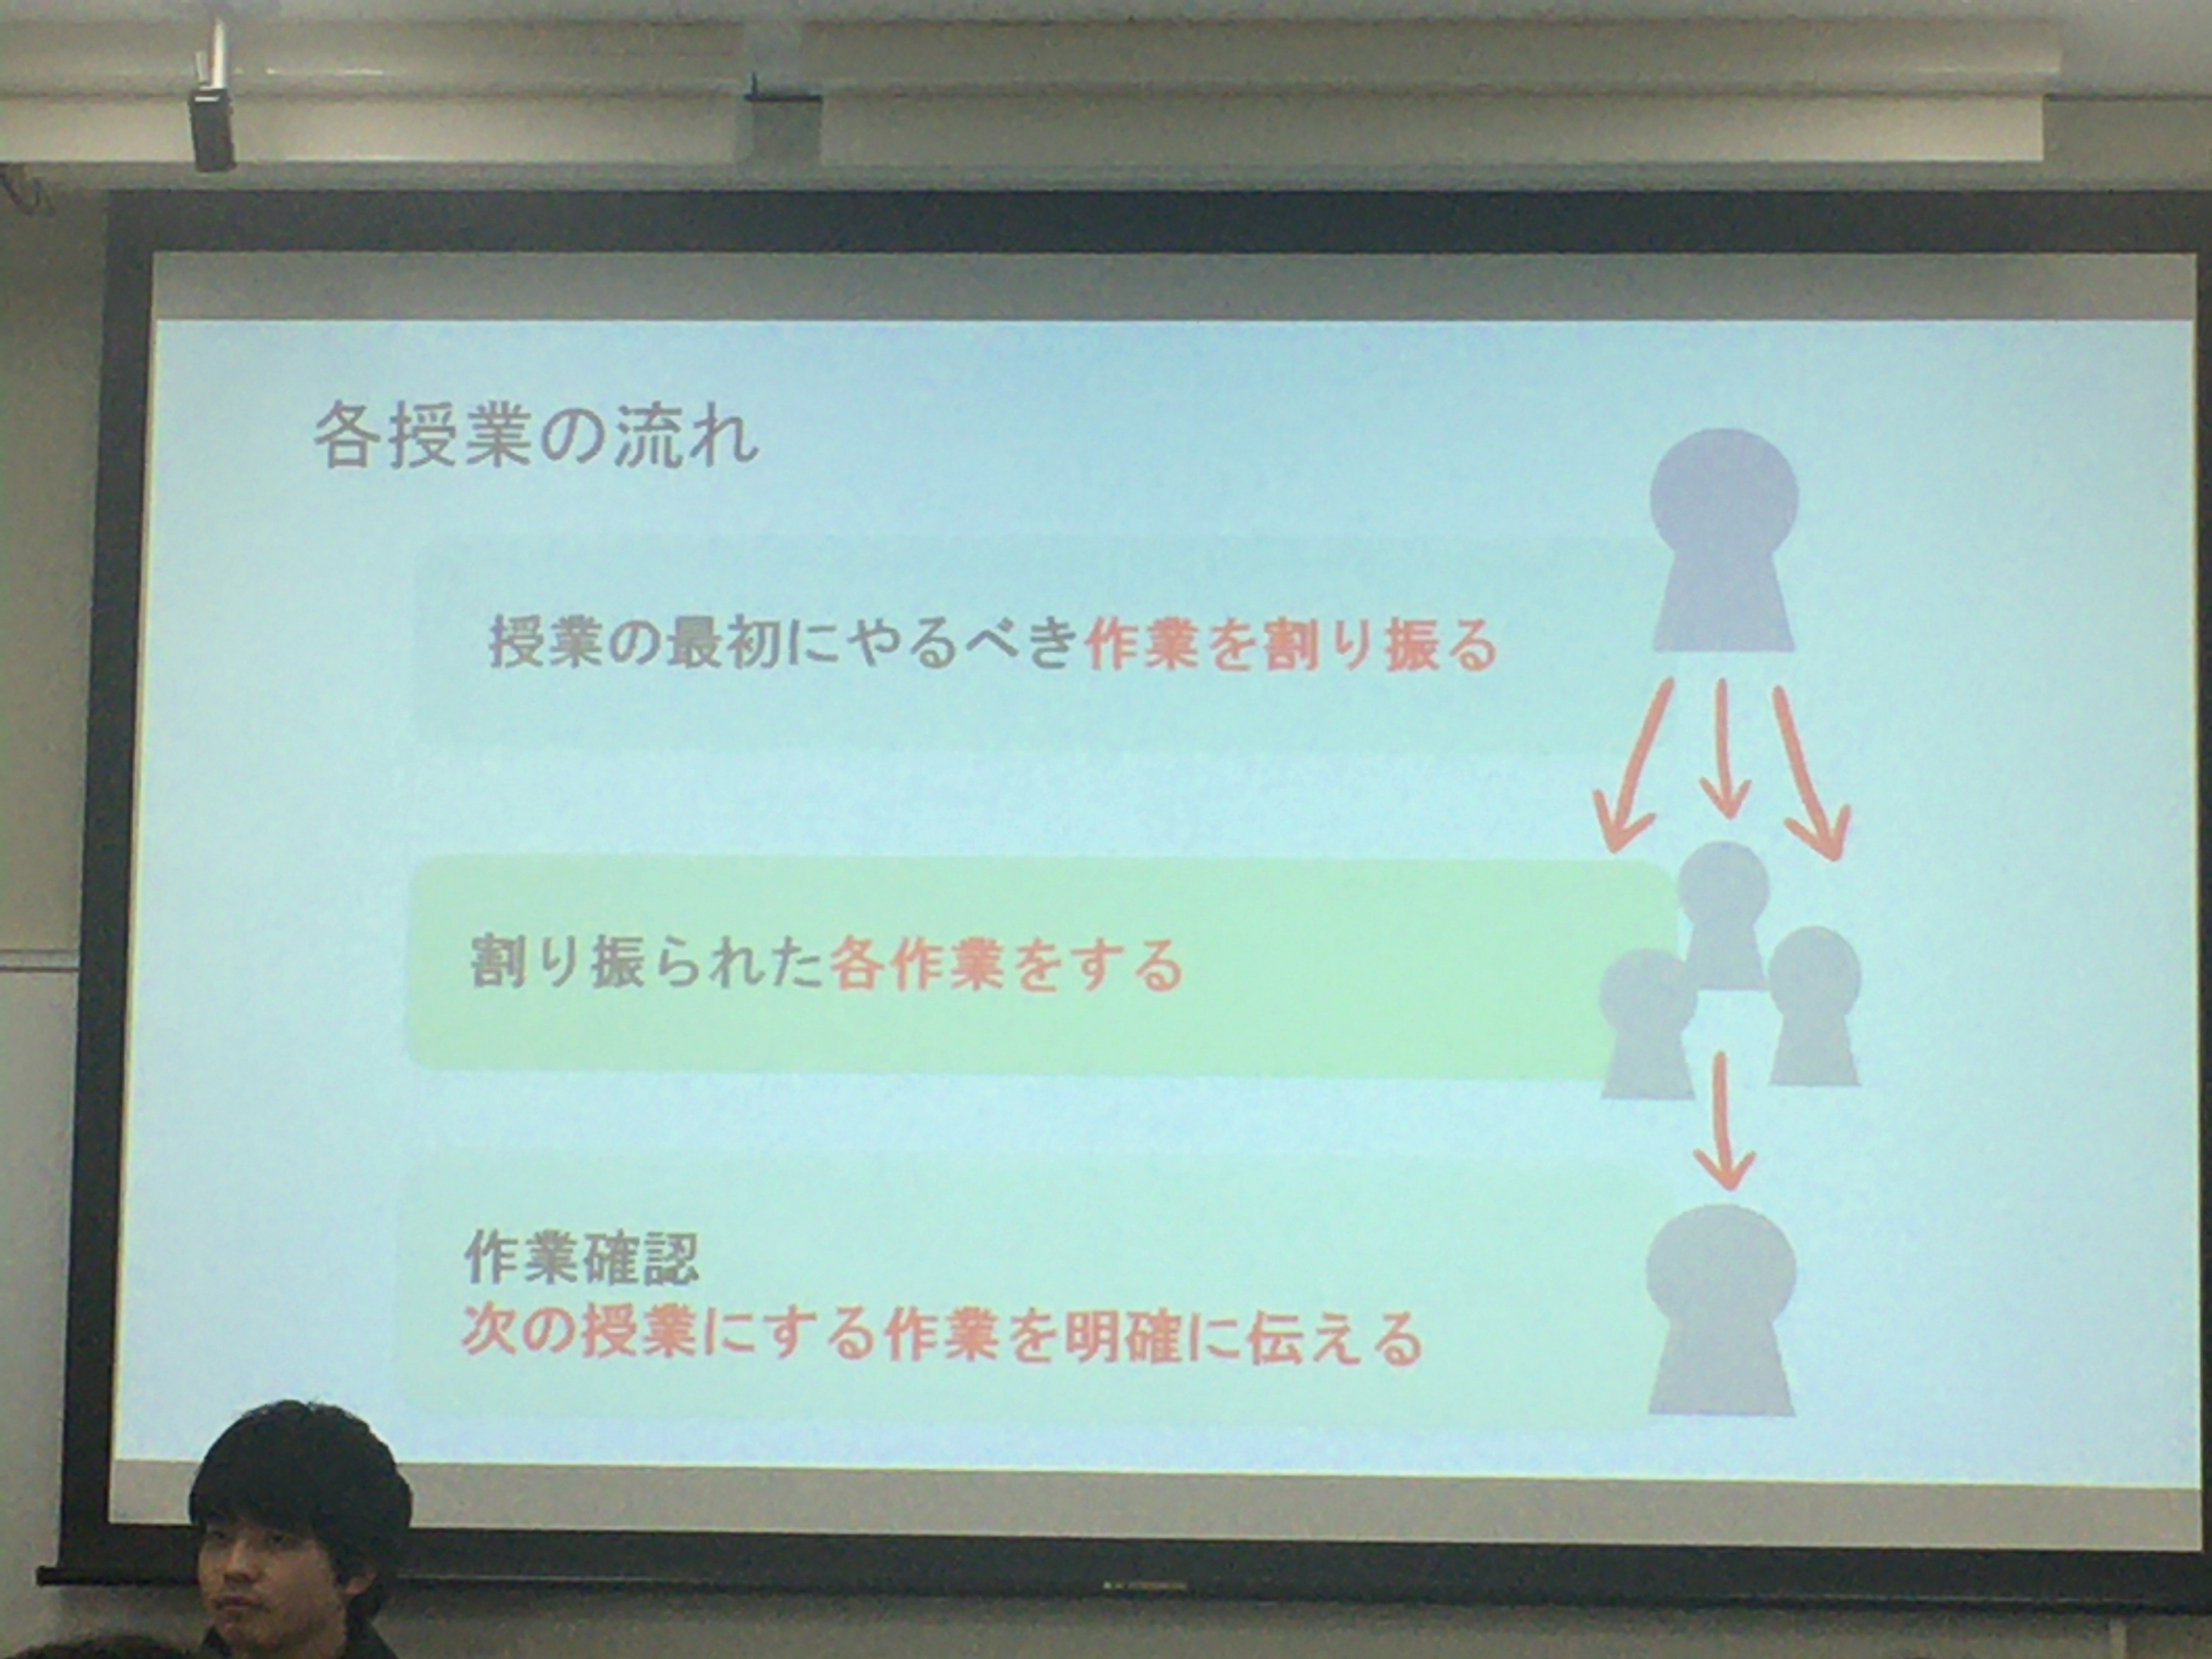 各授業の流れ
授業の最初にやるべき作業を割り振る
割り振られた各作業をする
作業確認
次の授業にする作業を明確に伝える